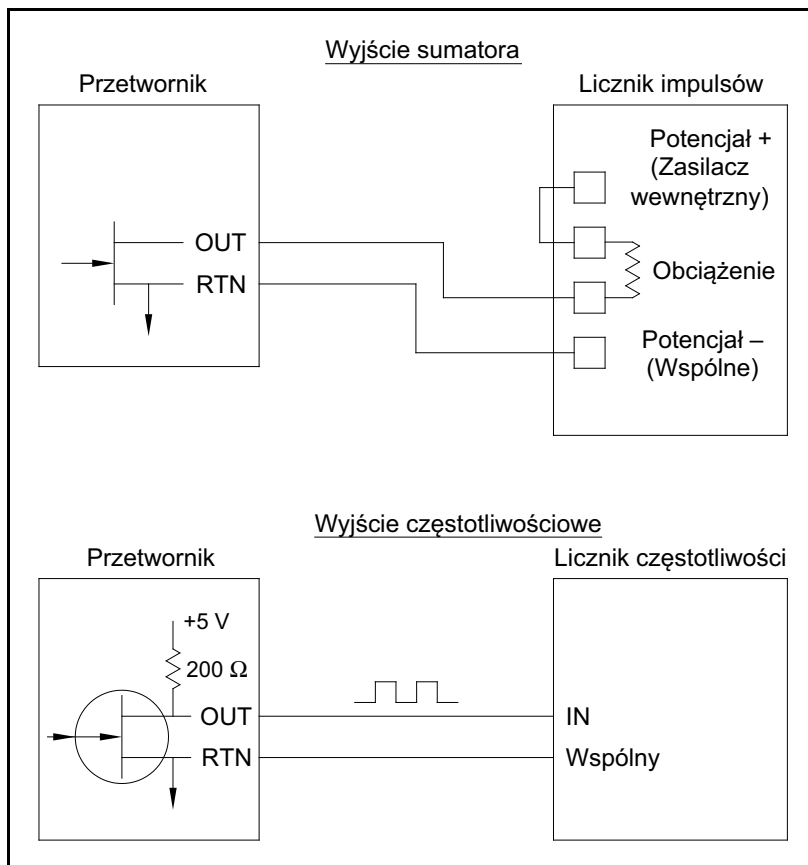 Wyjście sumatora
Przetwornik
Licznik impulsów
Potencjał +
(Zasilacz
wewnętrzny)
OUT
RTN
Obciążenie
Potencjał –
(Wspólne)
Wyjście częstotliwościowe
Przetwornik
Licznik częstotliwości
+5 V
200 Ω
OUT
RTN
IN
Wspólny